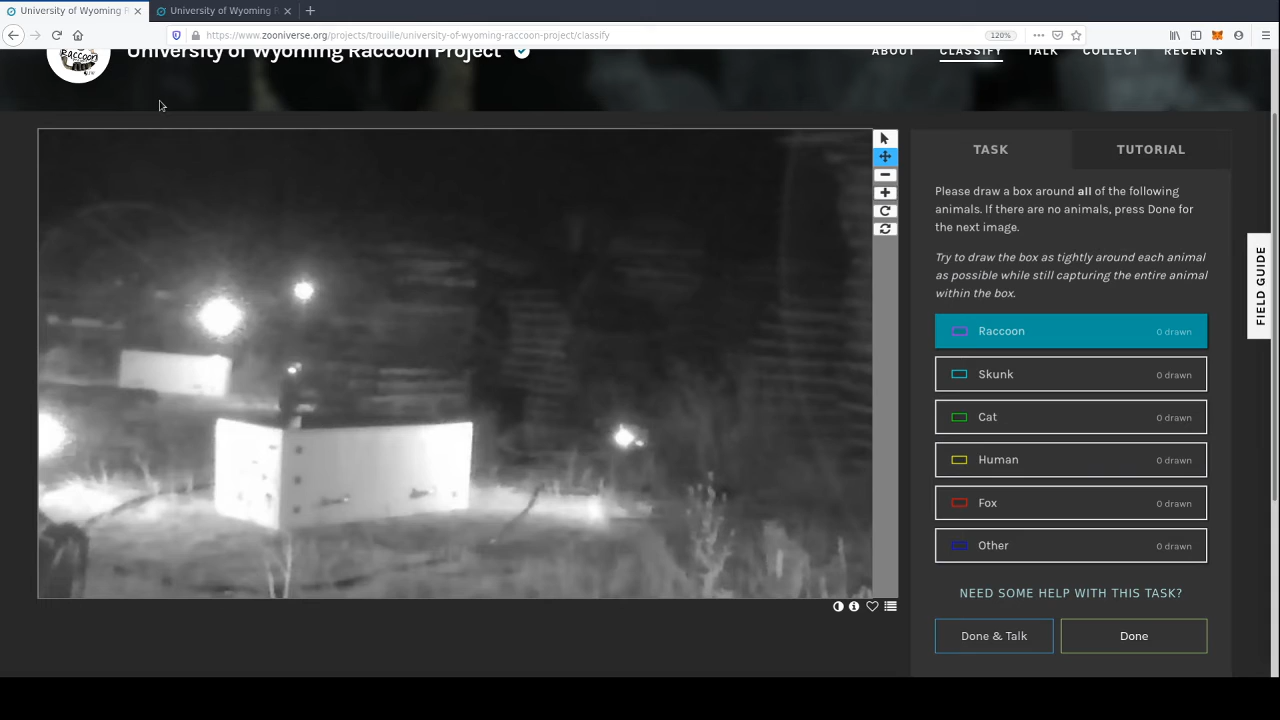 University of Wyoming R
University of Wyoming R
https://www.zooniverse.org/projects/trouille/university-of-wyoming-raccoon-project/classify
120%
University of Wyoming Raccoon Project
ABOUT
CLASSIFY
TALK
COLLECT
RECENTS
RACCOON
TASK
TUTORIAL
Please draw a box around all of the following
animals. If there are no animals, press Done for
the next image.
Try to draw the box as tightly around each animal
as possible while still capturing the entire animal
within the box.
Raccoon 0 drawn
Skunk 0 drawn
Cat 0 drawn
Human 0 drawn
Fox 0 drawn
Other 0 drawn
NEED SOME HELP WITH THIS TASK?
Done & Talk
Done
FIELD GUIDE